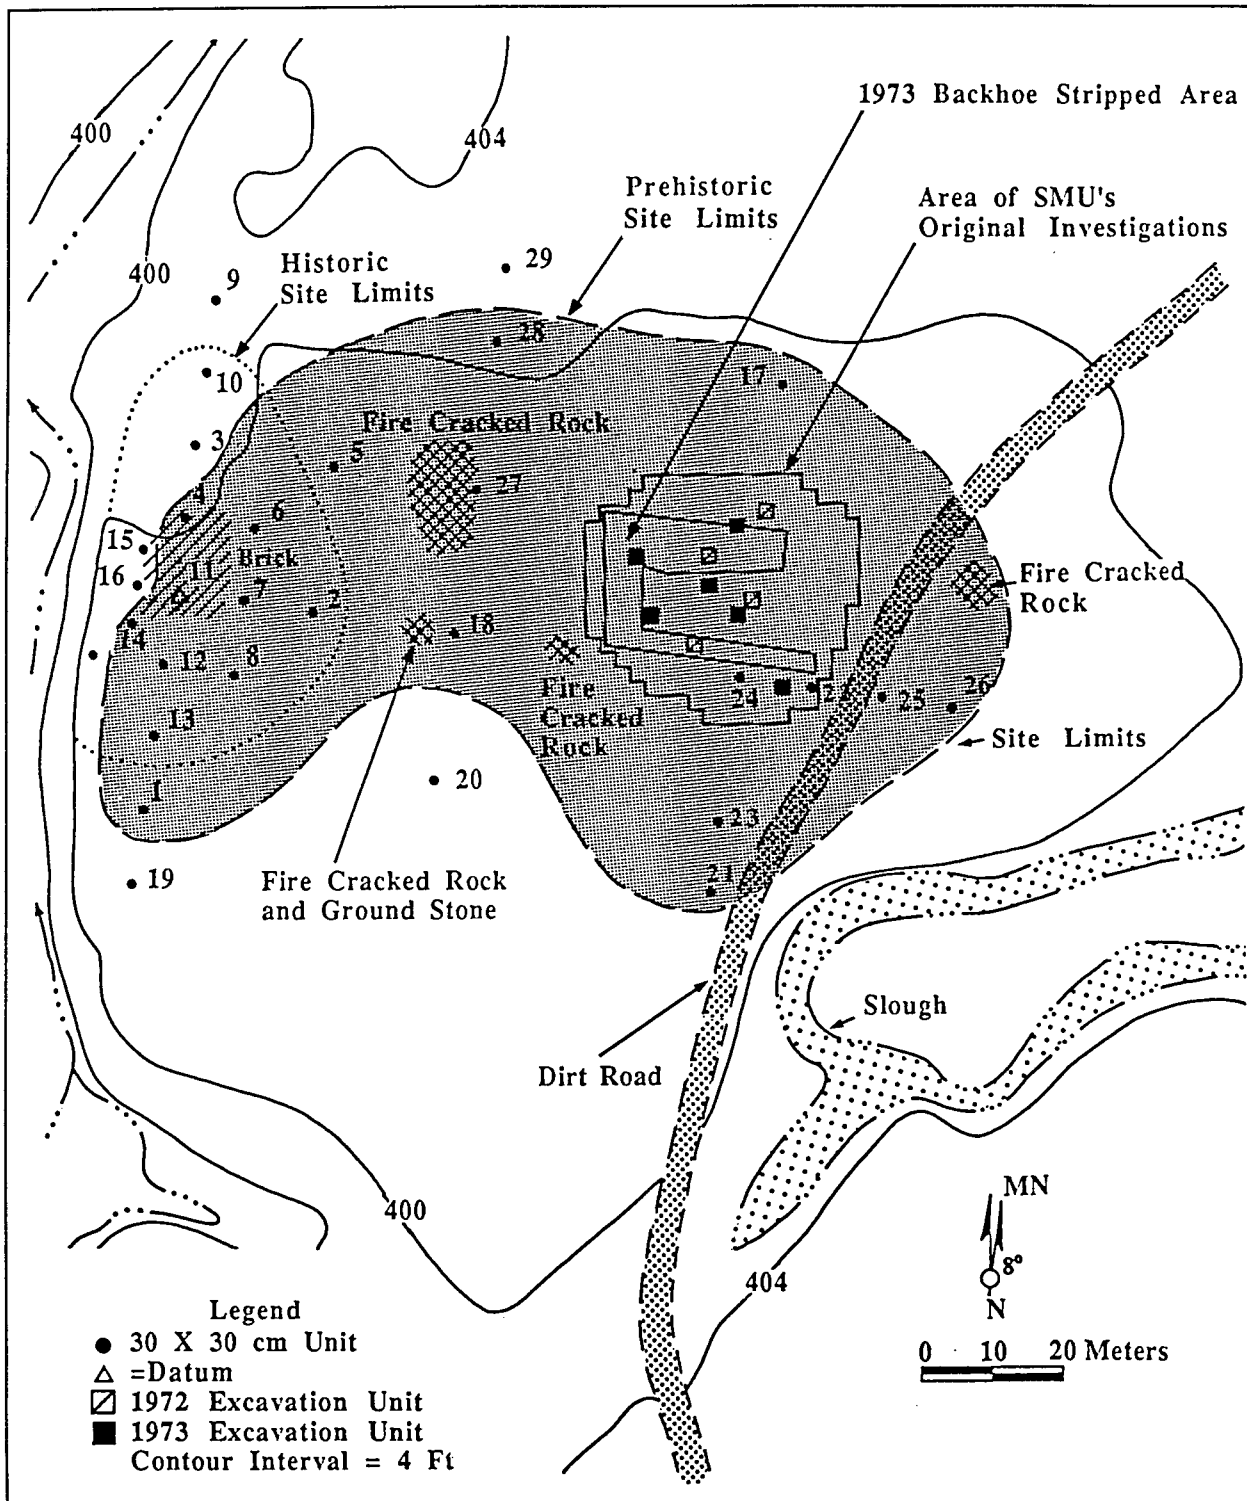 1973 Backhoe Stripped Area
400
404
Prehistoric
Site Limits
Area of SMU's
Original Investigations
400
9
Historic
Site Limits
29
28
10
17
Fire Cracked Rock
3
5
27
4
6
15
Brick
11
16
7
2
Fire Cracked
Rock
14
18
12
8
Fire
Cracked
Rock
24
2
25
26
13
Site Limits
1
20
23
19
21
Fire Cracked Rock
and Ground Stone
Slough
Dirt Road
MN
400
8°
404
N
Legend
30 X 30 cm Unit
=Datum
1972 Excavation Unit
1973 Excavation Unit
Contour Interval = 4 Ft
0 10 20 Meters